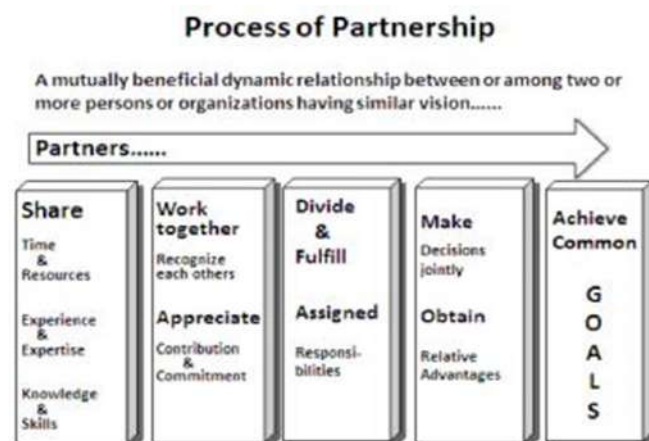 Process of Partnership
A mutually beneficial dynamic relationship between or among two or
more persons or organizations having similar vision......
Partners......
Share
Time
&
Resources
Experience
&
Expertise
Knowledge
&
Skills
Work
together
Recognize
each others
Appreciate
Contribution
&
Commitment
Divide
&
Fulfill
Assigned
Responsi-
bilities
Make
Decisions
jointly
Obtain
Relative
Advantages
Achieve
Common
G
O
A
L
S